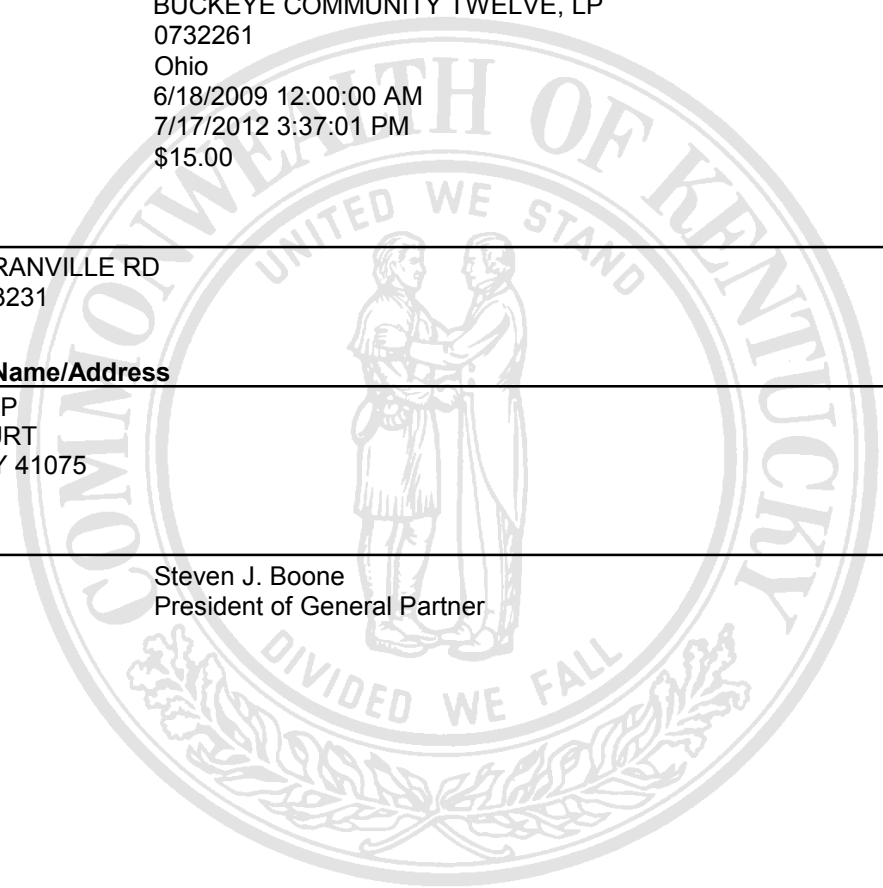 BUCKEYE COMMUNITY TWELVE, LP
0732261
Ohio
6/18/2009 12:00:00 AM
7/17/2012 3:37:01 PM
$15.00
RANVILLE RD
3231
Name/Address
P
URT
Y 41075
Steven J. Boone
President of General Partner
COMMONWEALTH OF KENTUCKY
UNITED WE STAND
DIVIDED WE FALL